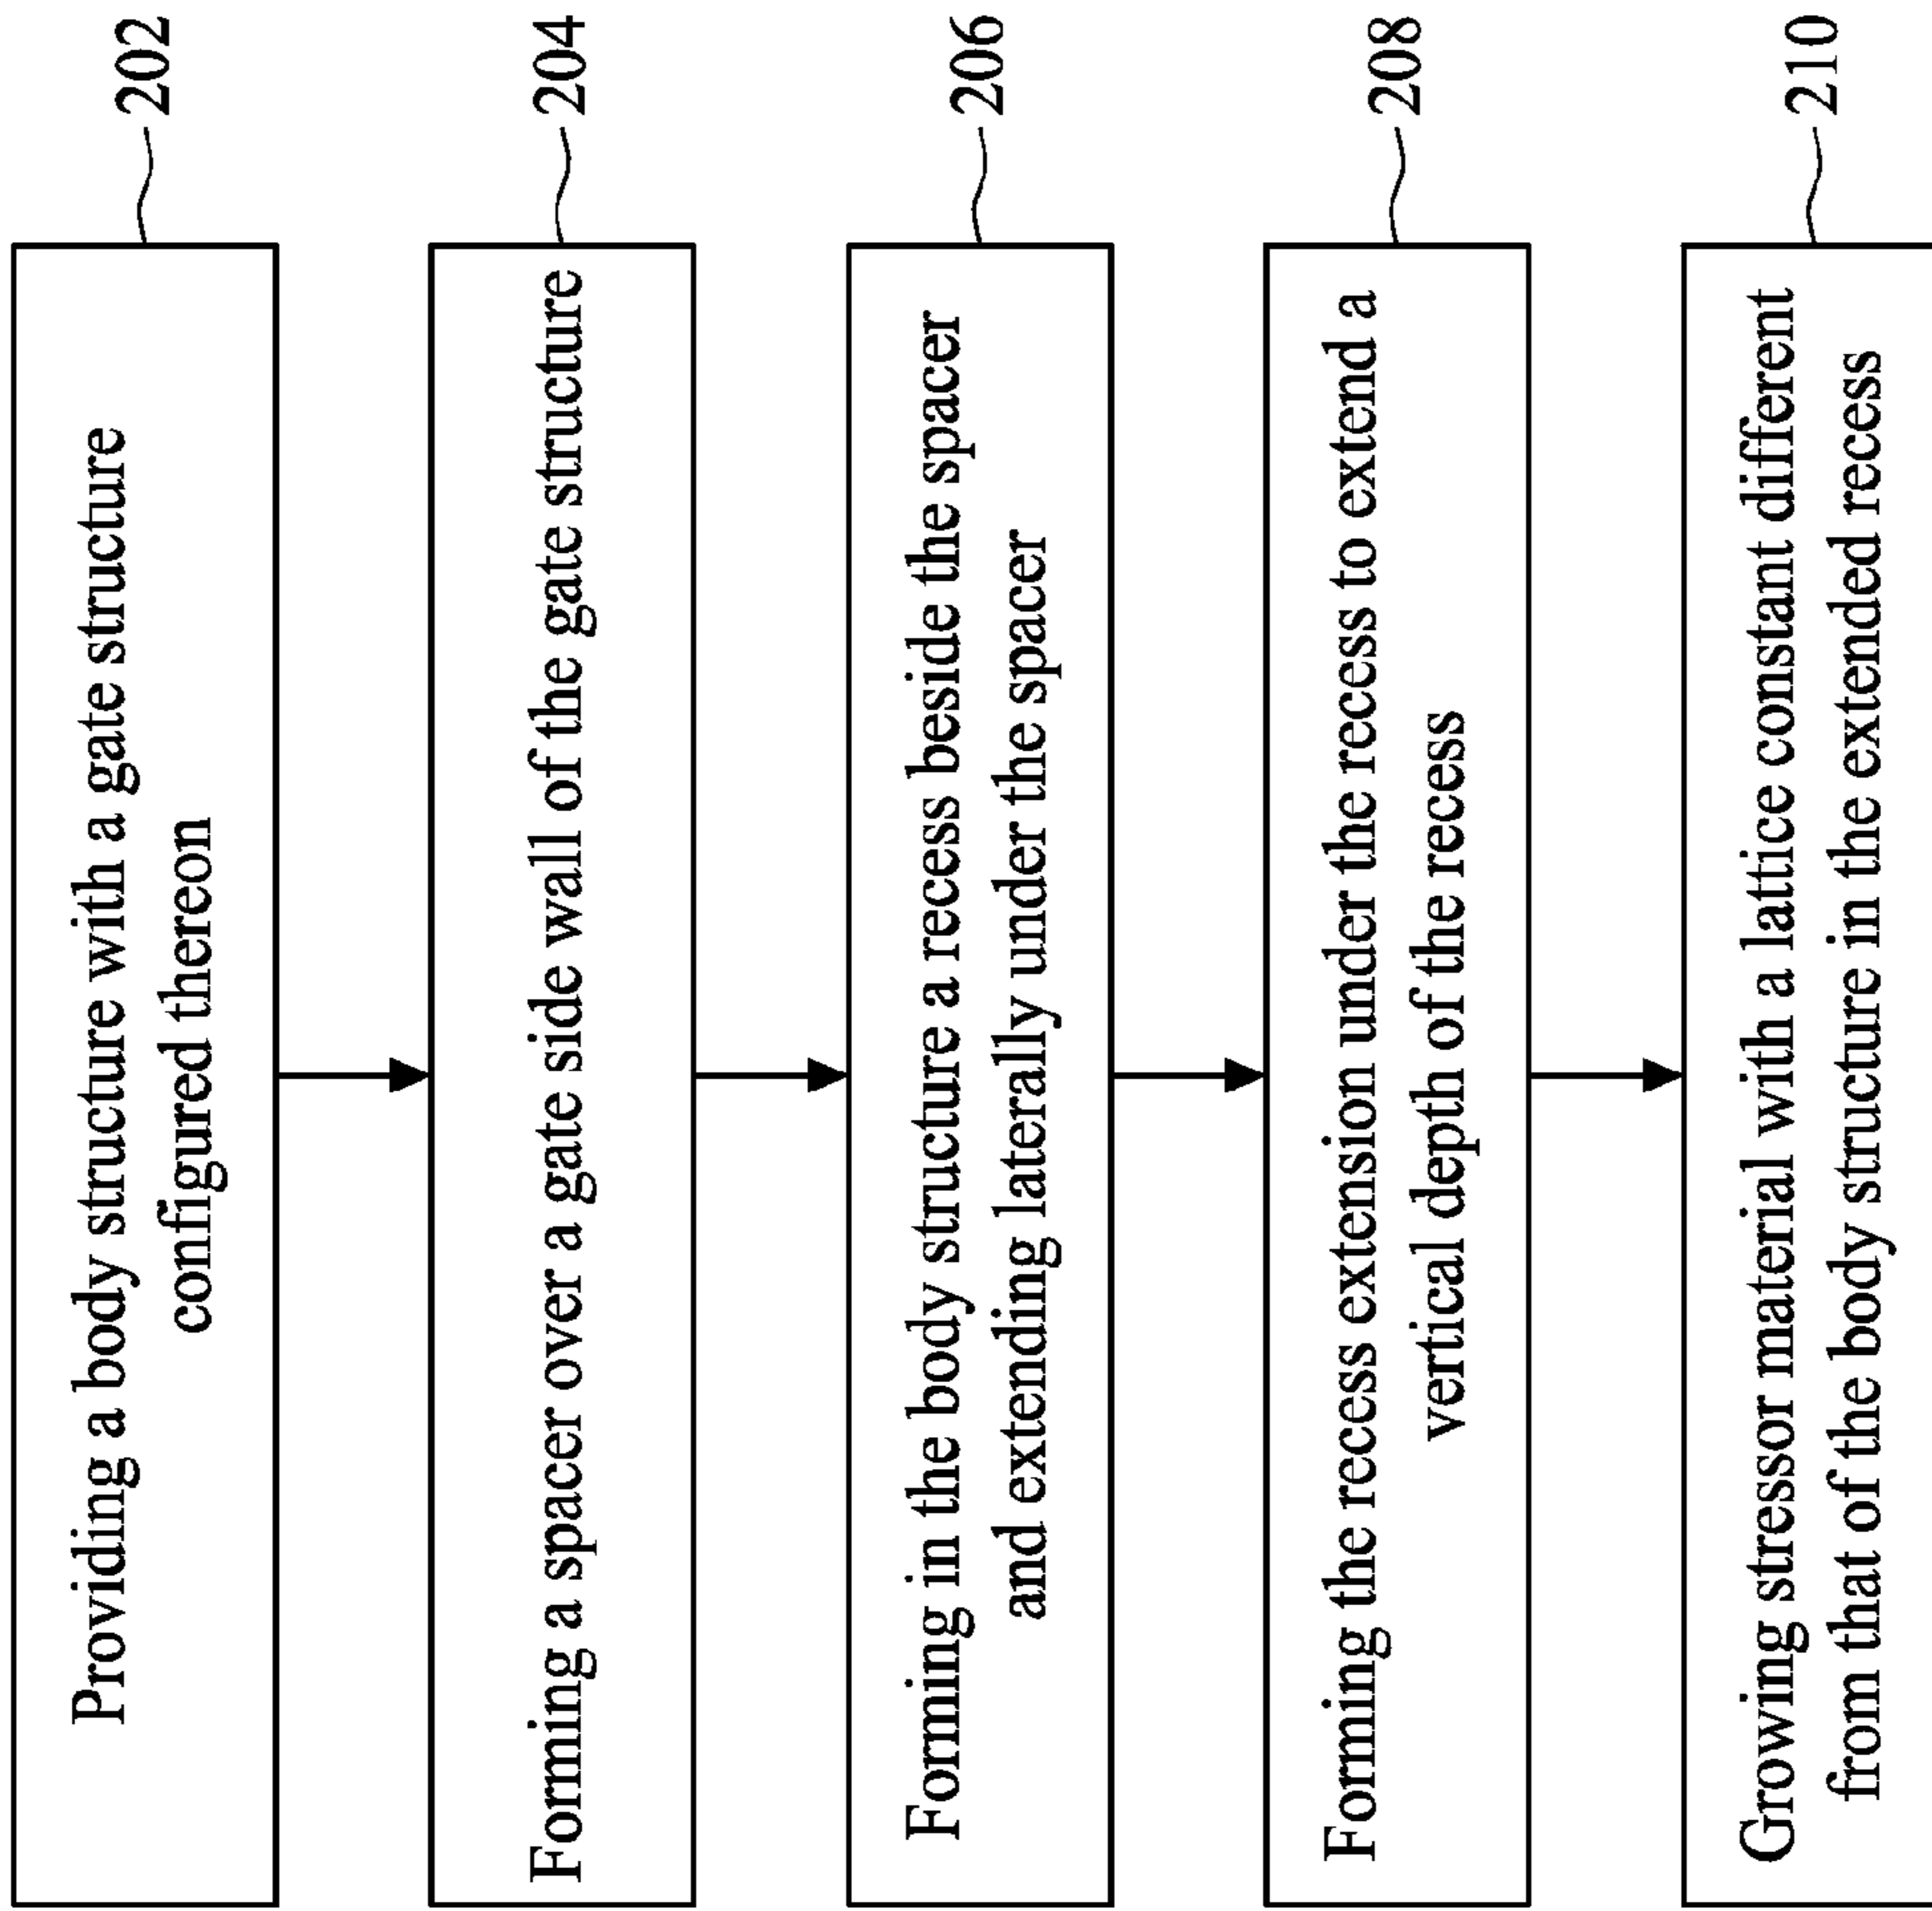 Providing a body structure with a gate structure
configured thereon
202
Forming a spacer over a gate side wall of the gate structure
204
Forming in the body structure a recess beside the spacer
and extending laterally under the spacer
206
Forming the recess extension under the recess to extend a
vertical depth of the recess
208
Growing stressor material with a lattice constant different
from that of the body structure in the extended recess
210